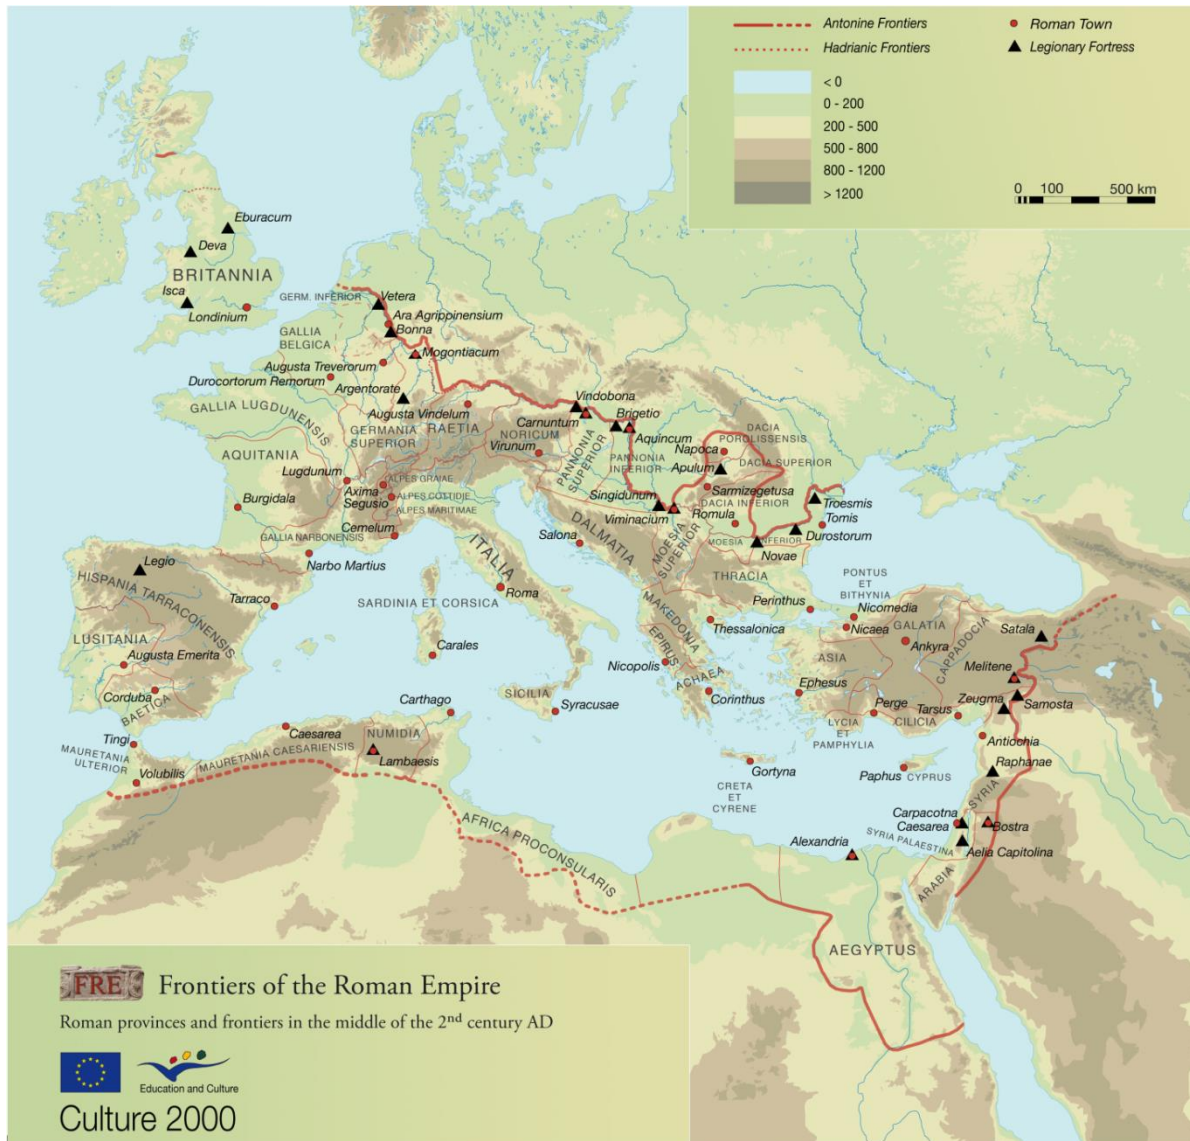 Antonine Frontiers
Roman Town
Hadrianic Frontiers
Legionary Fortress
< 0
0 - 200
200 - 500
500 - 800
800 - 1200
> 1200
0 100 500 km
Eburacum
Deva
BRITANNIA
Isca
Londinium
GERM. INFERIOR
Vetera
Ara Agrippinensium
Bonna
GALLIA
BELGICA
Mogontiacum
Augusta Treverorum
Durocortorum Remorum
Argentorate
GALLIA LUGDUNENSIS
Augusta Vindelum
GERMANIA
SUPERIOR
RAETIA
NORICUM
Virunum
Vindobona
Carnuntum
Brigetio
Aquincum
PANNONIA
SUPERIOR
PANNONIA
INFERIOR
DACIA
POROLISSENSIS
Napoca
DACIA SUPERIOR
Apulum
Sarmizegetusa
DACIA INFERIOR
Singidunum
Viminacium
Romula
Troesmis
Tomis
Durostorum
MOESIA INFERIOR
Novae
MOESIA
SUPERIOR
AQUITANIA
Lugdunum
Burgidala
Axima
Segusio
ALPES GRAIAE
ALPES COTTIDJE
ALPES MARITIMAE
Cemelum
GALLIA NARBONENSIS
Narbo Martius
Legio
HISPANIA TARRACONENSIS
Tarraco
LUSITANIA
Augusta Emerita
Corduba
BAETICA
ITALIA
Roma
SARDINIA ET CORSICA
Carales
SICILIA
Syracusae
Salona
DALMATIA
THRACIA
MAKEDONIA
Perinthus
Thessalonica
EPIRUS
Nicopolis
ACHAEA
Corinthus
PONTUS
ET
BITHYNIA
Nicomedia
Nicaea
GALATIA
Ankyra
CAPPADOCIA
Satala
Melitene
ASIA
Ephesus
Perge
LYCIA
ET
PAMPHYLIA
CILICIA
Tarsus
Zeugma
Samosta
Antiochia
Raphanae
SYRIA
Paphus
CYPRUS
Gortyna
CRETA
ET
CYRENE
Carpacotna
Caesarea
Bostra
SYRIA PALAESTINA
Aelia Capitolina
ARABIA
Alexandria
AEGYPTUS
Carthago
NUMIDIA
Lambaesis
Caesarea
MAURETANIA CAESARIENSIS
Tingi
MAURETANIA
ULTERIOR
Volubilis
AFRICA PROCONSULARIS
FRE
Frontiers of the Roman Empire
Roman provinces and frontiers in the middle of the 2nd century AD
Education and Culture
Culture 2000